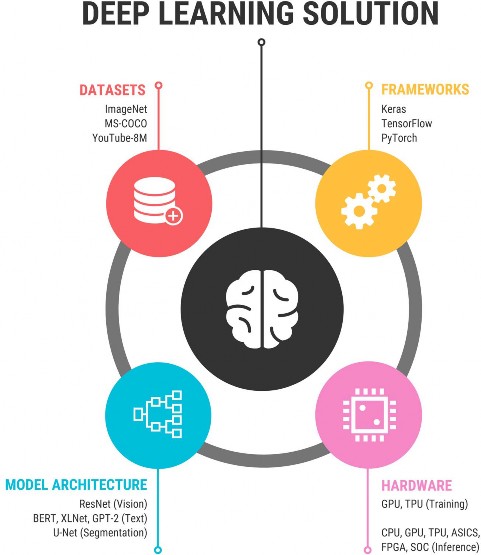 DEEP LEARNING SOLUTION
DATASETS
ImageNet
MS-COCO
YouTube-8M
FRAMEWORKS
Keras
TensorFlow
PyTorch
MODEL ARCHITECTURE
ResNet (Vision)
BERT, XLNet, GPT-2 (Text)
U-Net (Segmentation)
HARDWARE
GPU, TPU (Training)
CPU, GPU, TPU, ASICS,
FPGA, SOC (Inference)